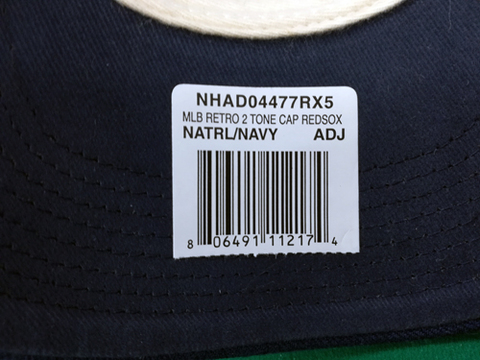 NHAD04477RX5
MLB RETRO 2 TONE CAP REDSOX
NATRL/NAVY ADJ
8 06491 11217 4